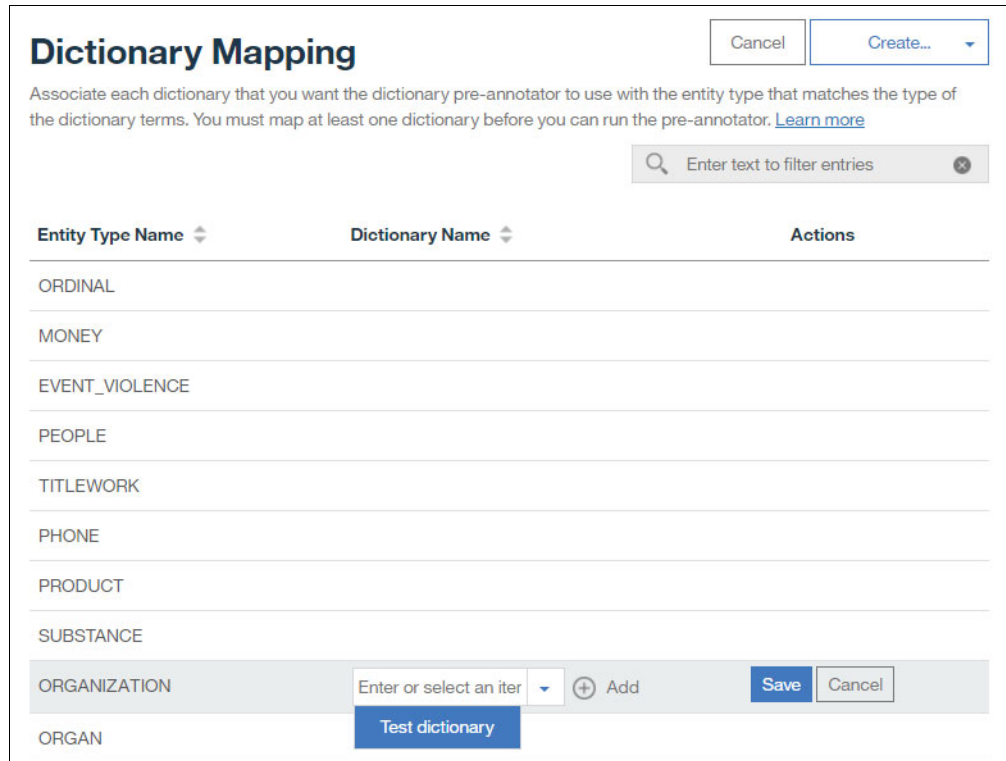 Dictionary Mapping
Cancel
Create...
Associate each dictionary that you want the dictionary pre-annotator to use with the entity type that matches the type of
the dictionary terms. You must map at least one dictionary before you can run the pre-annotator. Learn more
Enter text to filter entries
Entity Type Name Dictionary Name Actions
ORDINAL
MONEY
EVENT_VIOLENCE
PEOPLE
TITLEWORK
PHONE
PRODUCT
SUBSTANCE
ORGANIZATION Enter or select an iter Add Save Cancel
Test dictionary
ORGAN